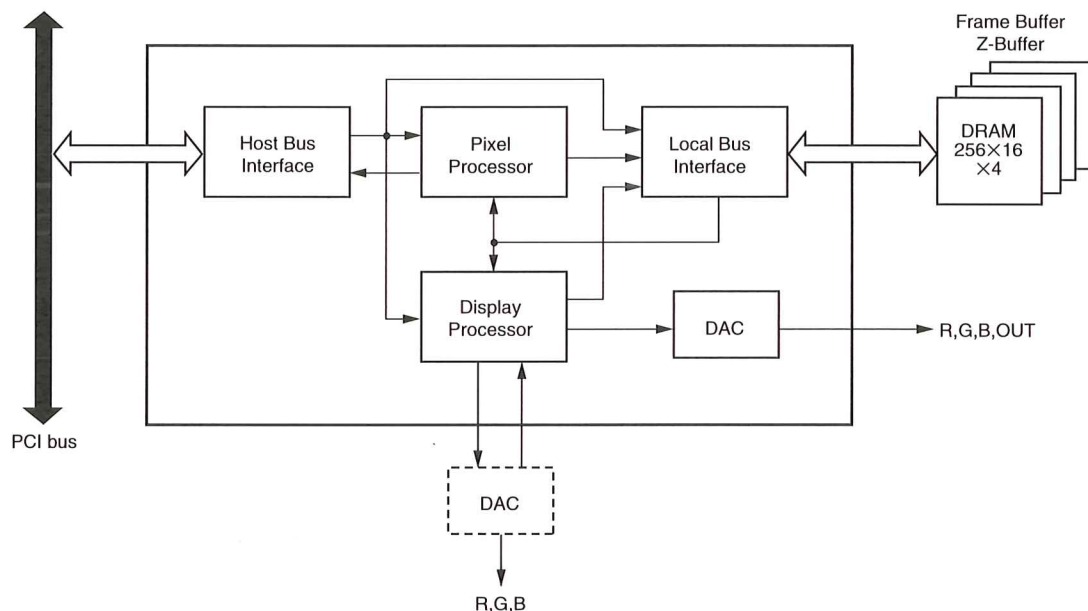 Frame Buffer
Z-Buffer
Host Bus
Interface
Pixel
Processor
Local Bus
Interface
DRAM
256×16
×4
Display
Processor
DAC
R,G,B,OUT
PCI bus
DAC
R,G,B